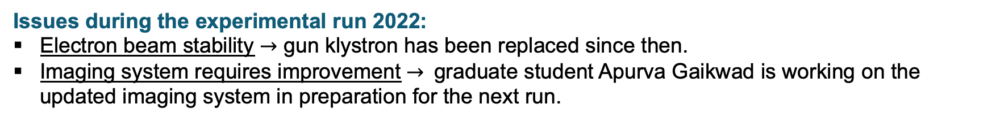 Issues during the experimental run 2022:
▪ Electron beam stability → gun klystron has been replaced since then.
▪ Imaging system requires improvement → graduate student Apurva Gaikwad is working on the
updated imaging system in preparation for the next run.